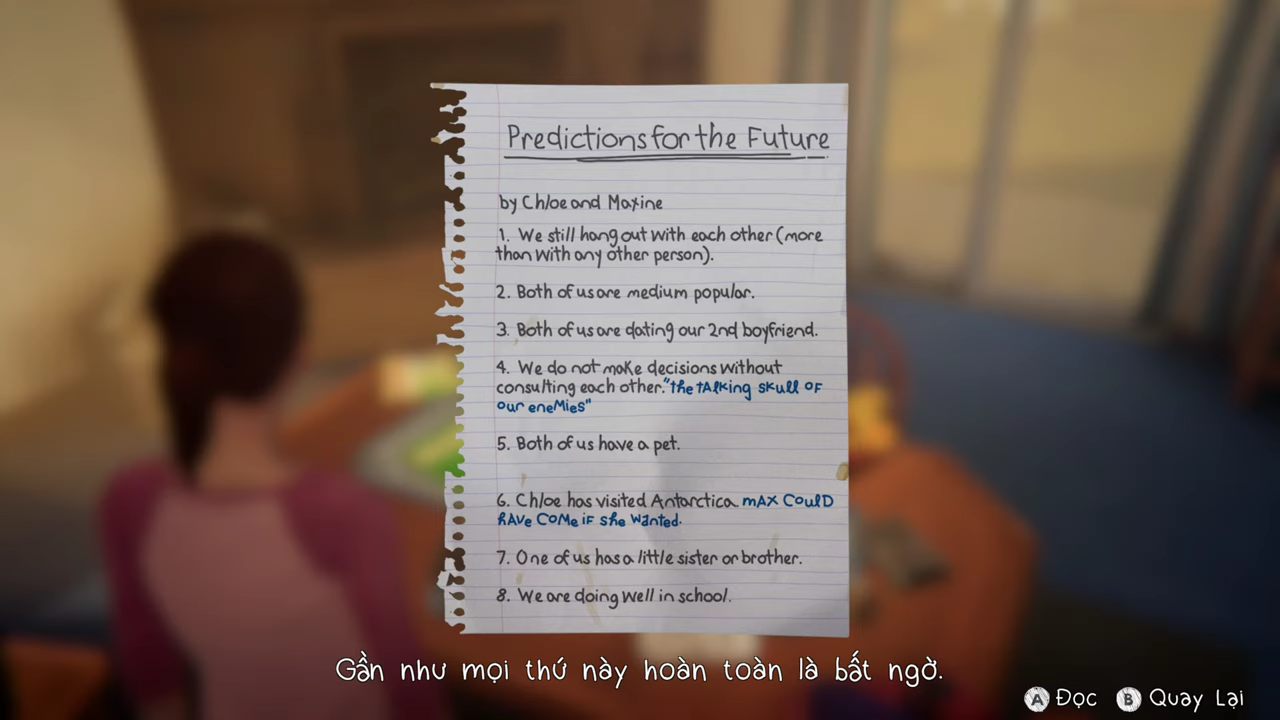 Predictions for the Future
by Chloe and Maxine
1. We still hang out with each other (more
than with any other person).
2. Both of us are medium popular.
3. Both of us are dating our 2nd boyfriend.
4. We do not make decisions without
consulting each other. "the tAlking skull oF
our eneMies"
5. Both of us have a pet.
6. Chloe has visited Antarctica. mAX CoulD
hAve CoMe iF she wanted.
7. One of us has a little sister or brother.
8. We are doing well in school.
Gần như mọi thứ này hoàn toàn là bất ngờ.
A Đọc B Quay Lại